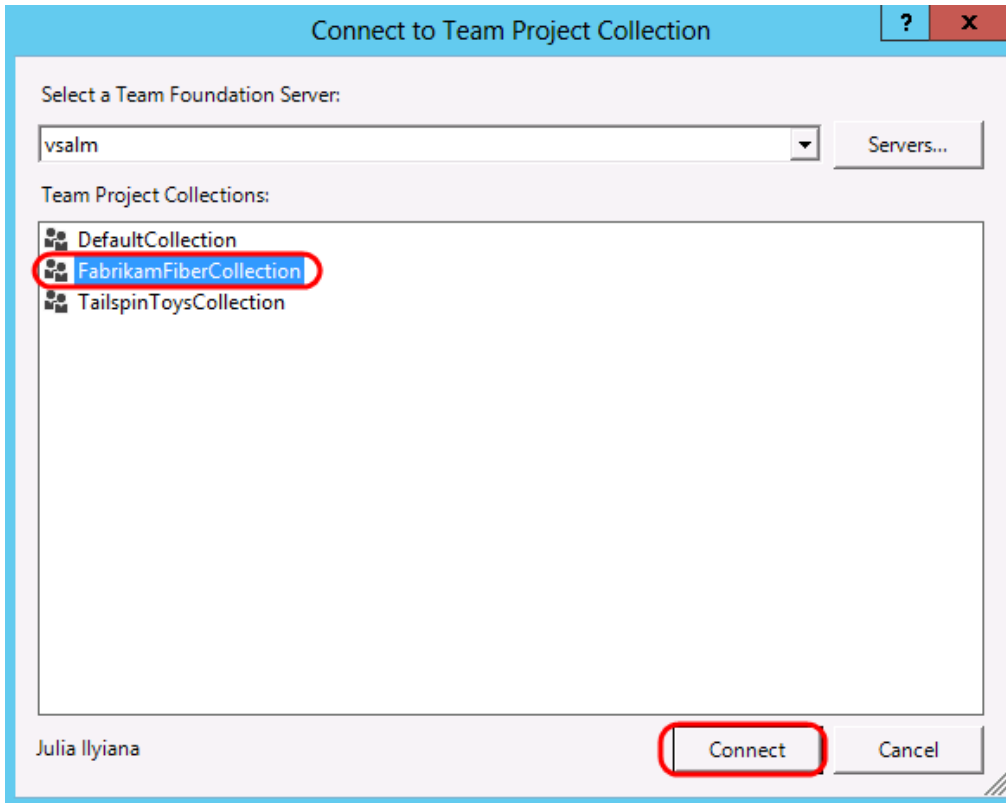 Connect to Team Project Collection
? x
Select a Team Foundation Server:
vsalm
Servers...
Team Project Collections:
DefaultCollection
FabrikamFiberCollection
TailspinToysCollection
Julia Ilyiana
Connect
Cancel